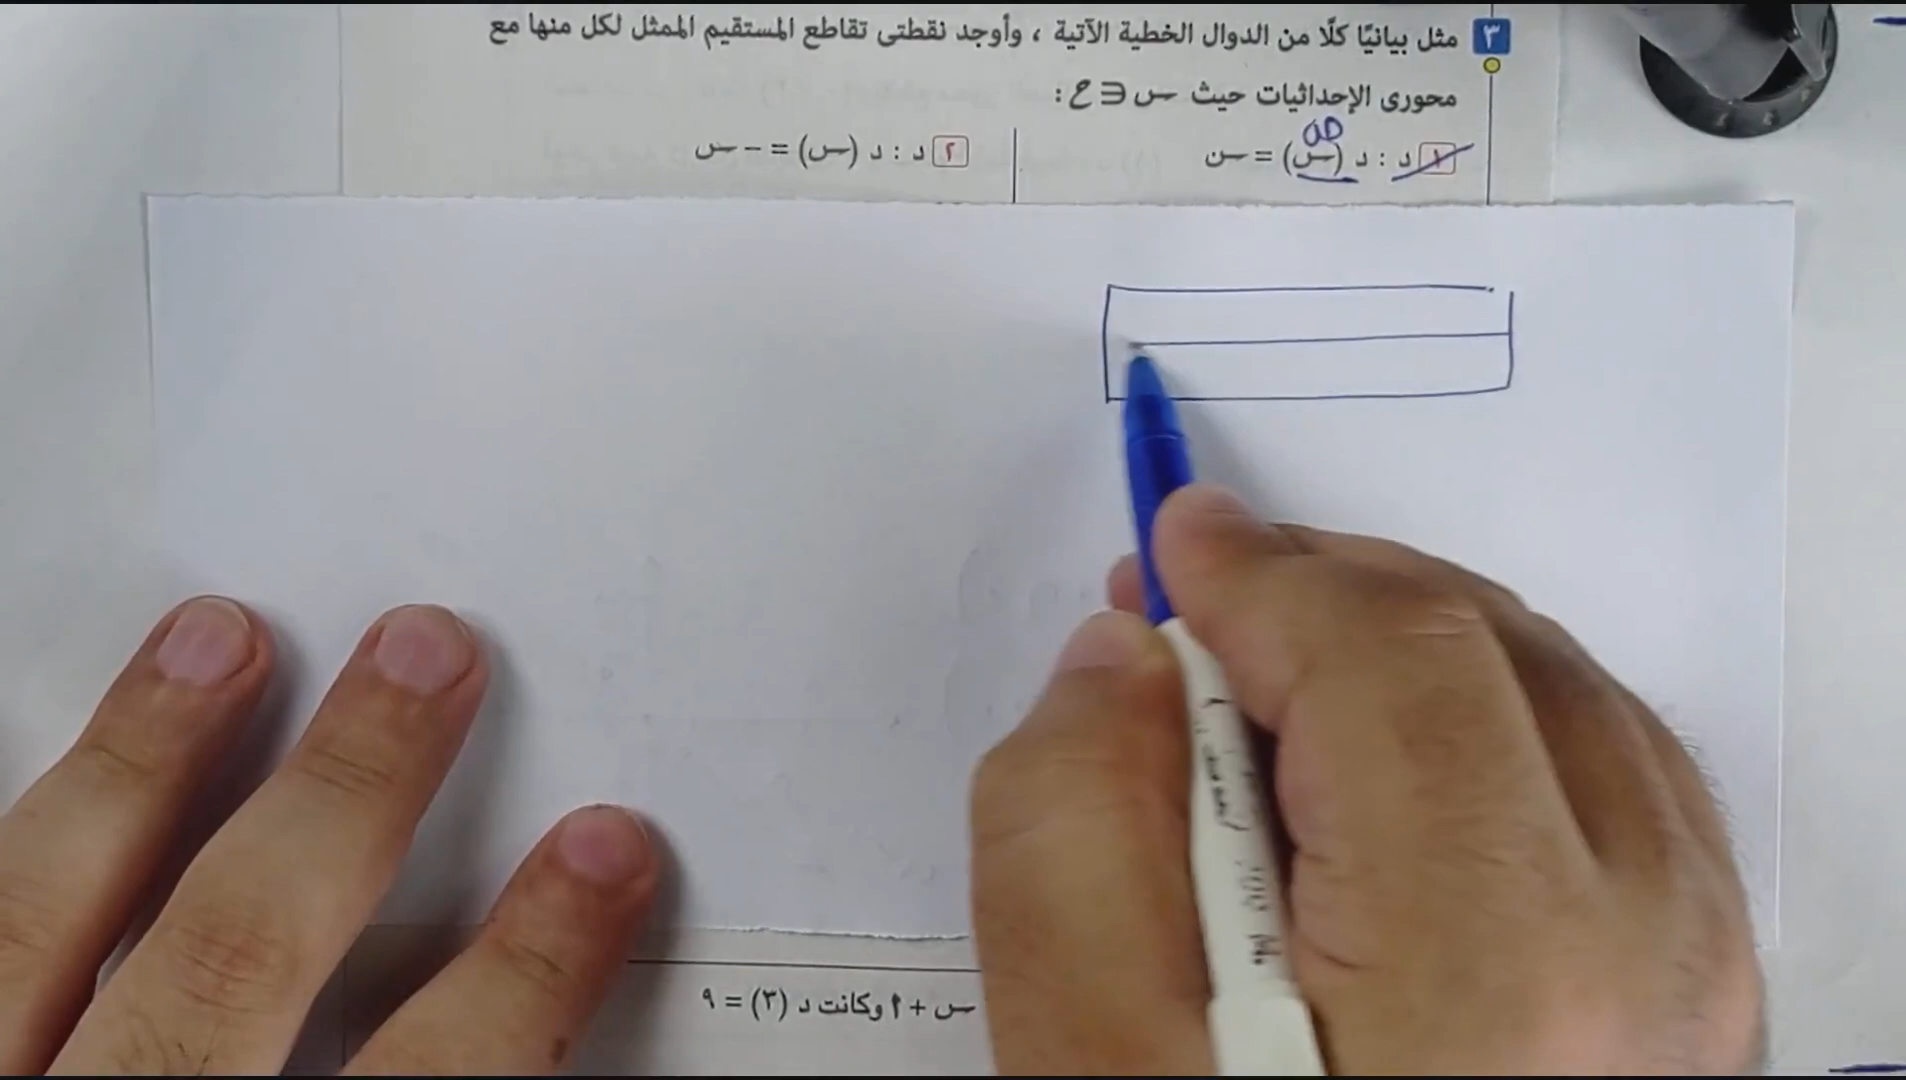 ٣ مثل بيانيًا كلًا من الدوال الخطية الآتية ، وأوجد نقطتى تقاطع المستقيم الممثل لكل منها مع
محورى الإحداثيات حيث س ∈ ح :
ص
١ د : د (س) = س
٢ د : د (س) = – س
س + ٢ وكانت د (٣) = ٩